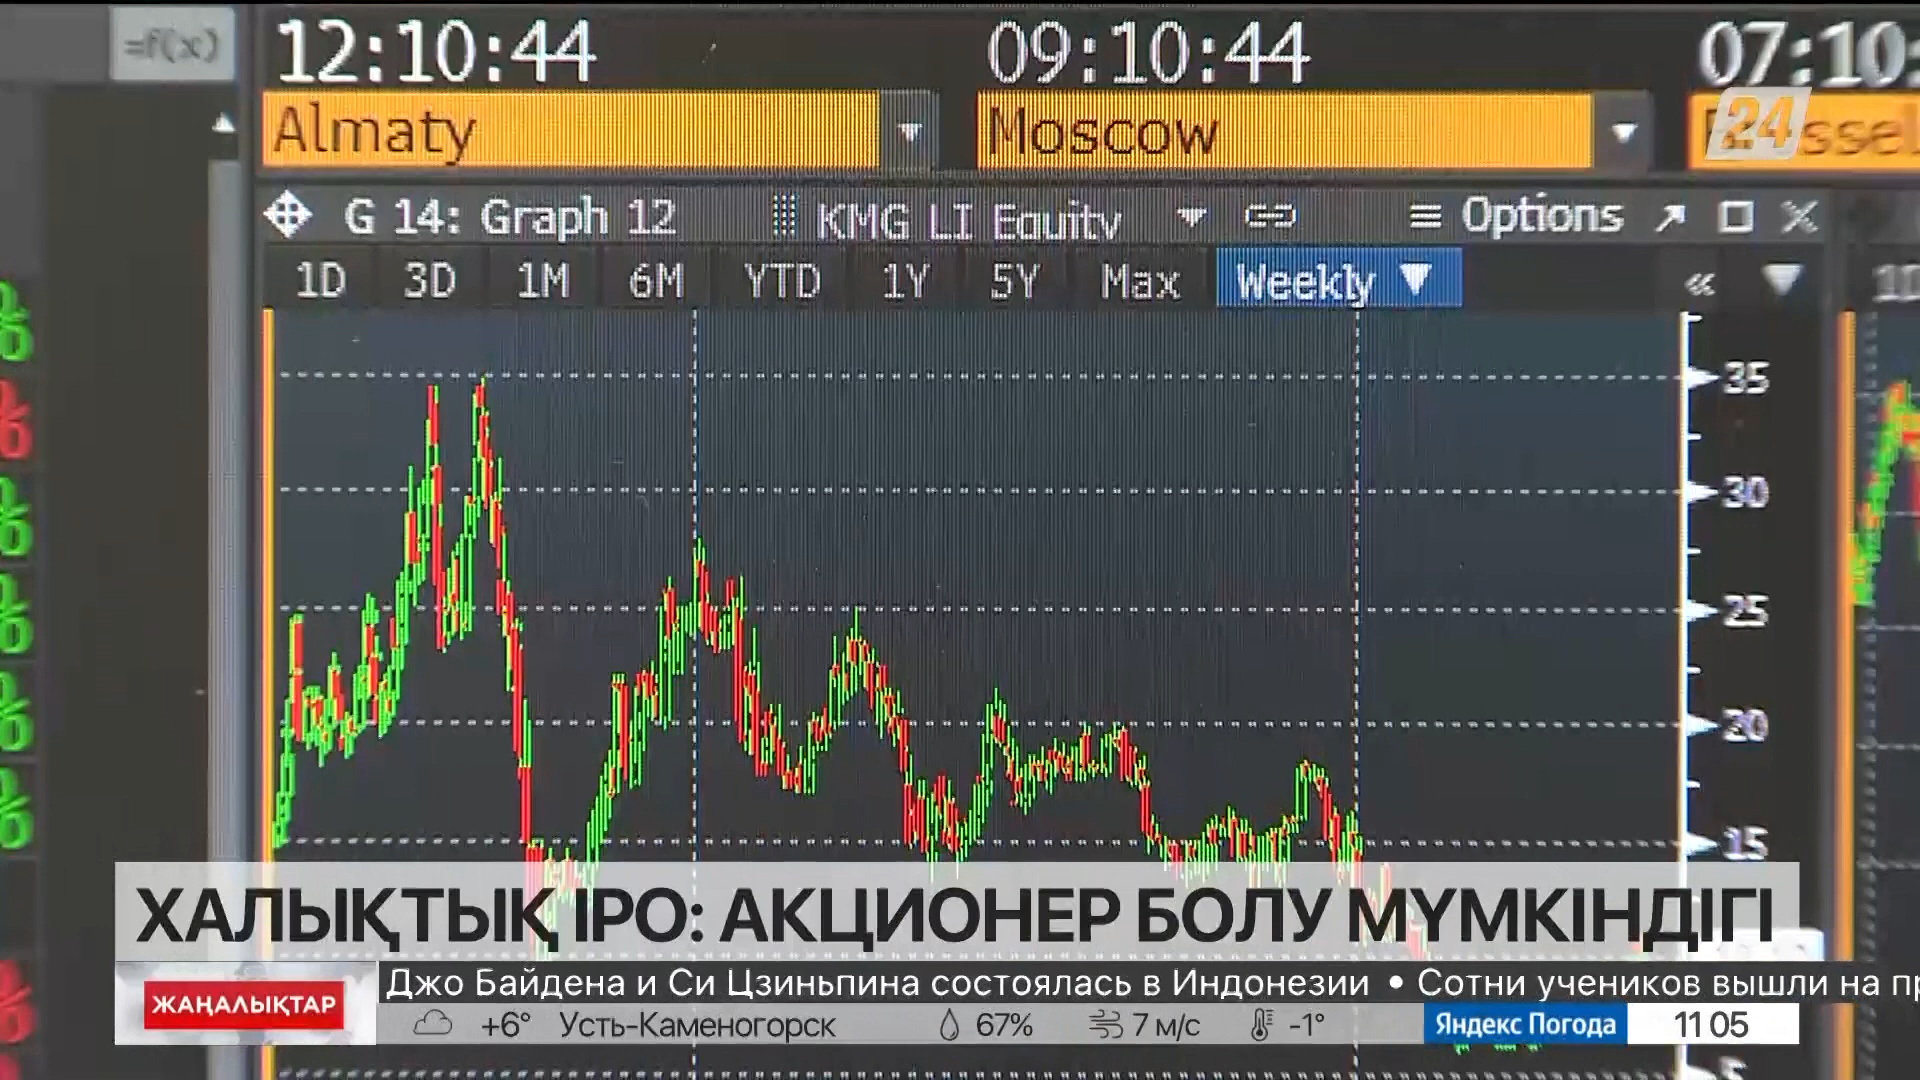 =f(x)
12:10:44 09:10:44 07:10:
Almaty Moscow
24
G 14: Graph 12 KMG LI Equity Options
1D 3D 1M 6M YTD 1Y 5Y Max Weekly «
35
30
25
20
15
ХАЛЫҚТЫҚ IPO: АКЦИОНЕР БОЛУ МҮМКІНДІГІ
Джо Байдена и Си Цзиньпина состоялась в Индонезии • Сотни учеников вышли на
ЖАҢАЛЫҚТАР
+6° Усть-Каменогорск 67% 7 м/с -1° Яндекс Погода 11 05